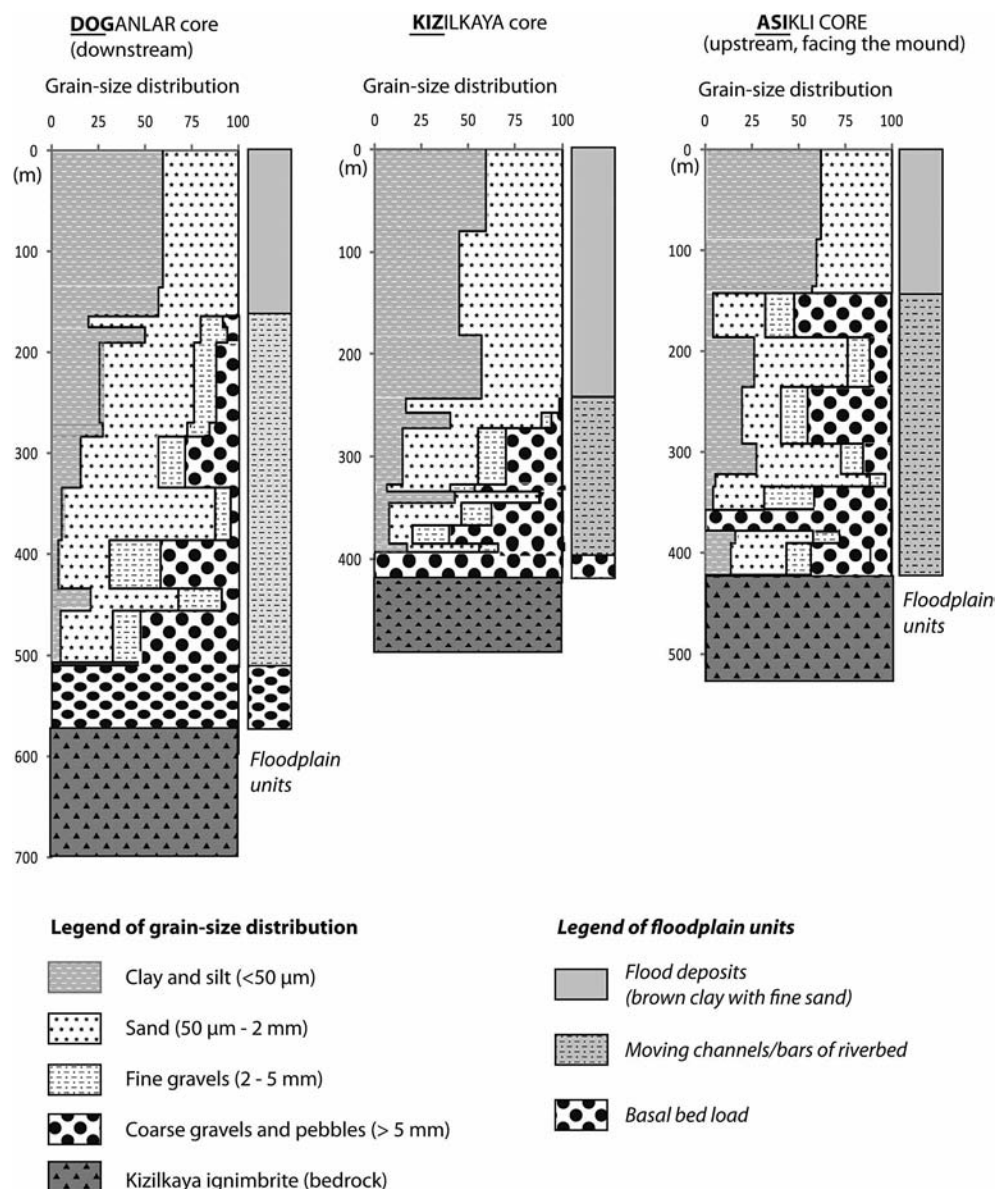 DOGANLAR core
(downstream)
Grain-size distribution
0 25 50 75 100
0
(m)
100
200
300
400
500
600
700
Floodplain
units
KIZILKAYA core
Grain-size distribution
0 25 50 75 100
0
(m)
100
200
300
400
500
ASIKLI CORE
(upstream, facing the mound)
Grain-size distribution
0 25 50 75 100
0
(m)
100
200
300
400
500
Floodplain
units
Legend of grain-size distribution
Clay and silt (<50 µm)
Sand (50 µm - 2 mm)
Fine gravels (2 - 5 mm)
Coarse gravels and pebbles (> 5 mm)
Kizilkaya ignimbrite (bedrock)
Legend of floodplain units
Flood deposits
(brown clay with fine sand)
Moving channels/bars of riverbed
Basal bed load